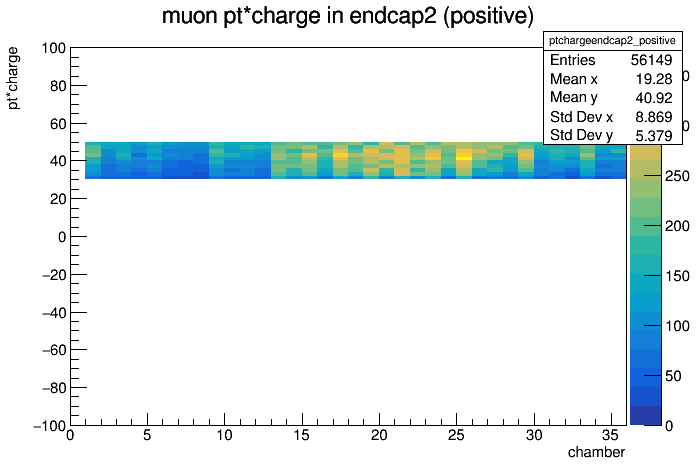 muon pt*charge in endcap2 (positive)
ptchargeendcap2_positive
Entries 56149
Mean x 19.28
Mean y 40.92
Std Dev x 8.869
Std Dev y 5.379
pt*charge
100
80
60
40
20
0
−20
−40
−60
−80
−100
0 5 10 15 20 25 30 35
chamber
250
200
150
100
50
0